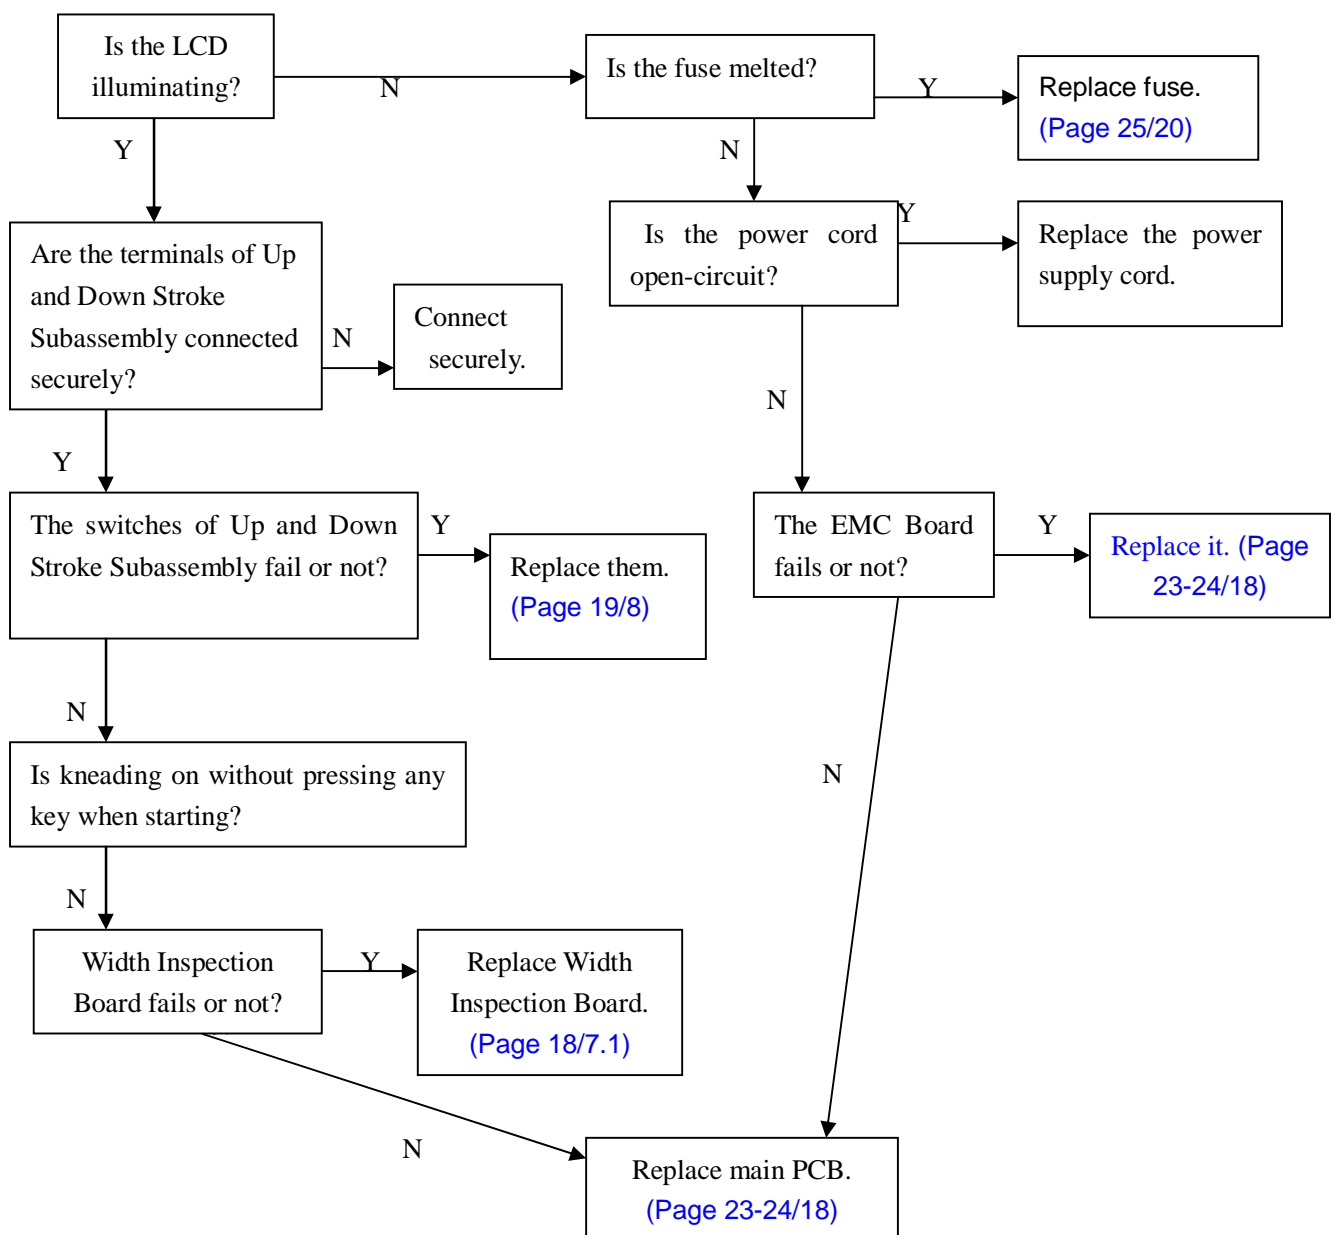 Is the LCD
illuminating?
N
Is the fuse melted?
Y
Replace fuse.
(Page 25/20)
Y
N
Are the terminals of Up
and Down Stroke
Subassembly connected
securely?
N
Connect
securely.
Is the power cord
open-circuit?
Y
Replace the power
supply cord.
Y
N
The switches of Up and Down
Stroke Subassembly fail or not?
Y
Replace them.
(Page 19/8)
The EMC Board
fails or not?
Y
Replace it. (Page
23-24/18)
N
Is kneading on without pressing any
key when starting?
N
N
Width Inspection
Board fails or not?
Y
Replace Width
Inspection Board.
(Page 18/7.1)
N
Replace main PCB.
(Page 23-24/18)